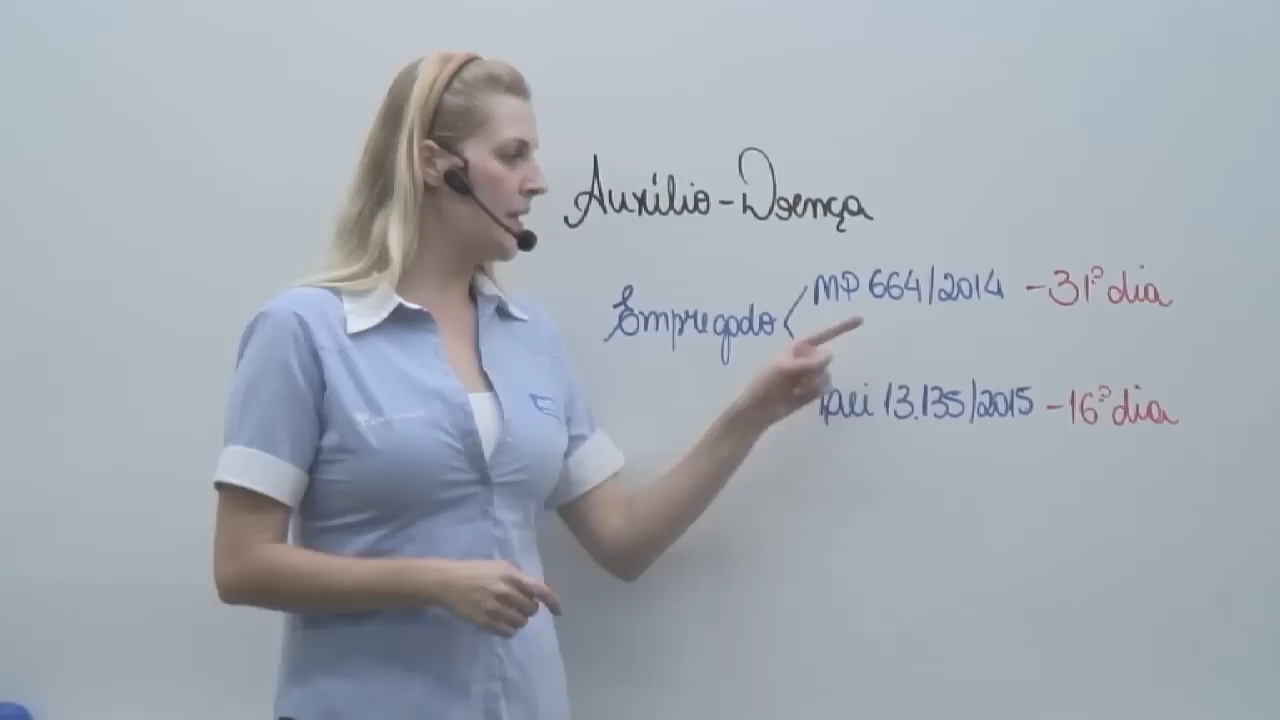 Auxílio-Doença
Empregado
MP 664/2014 - 31º dia
Lei 13.135/2015 - 16º dia